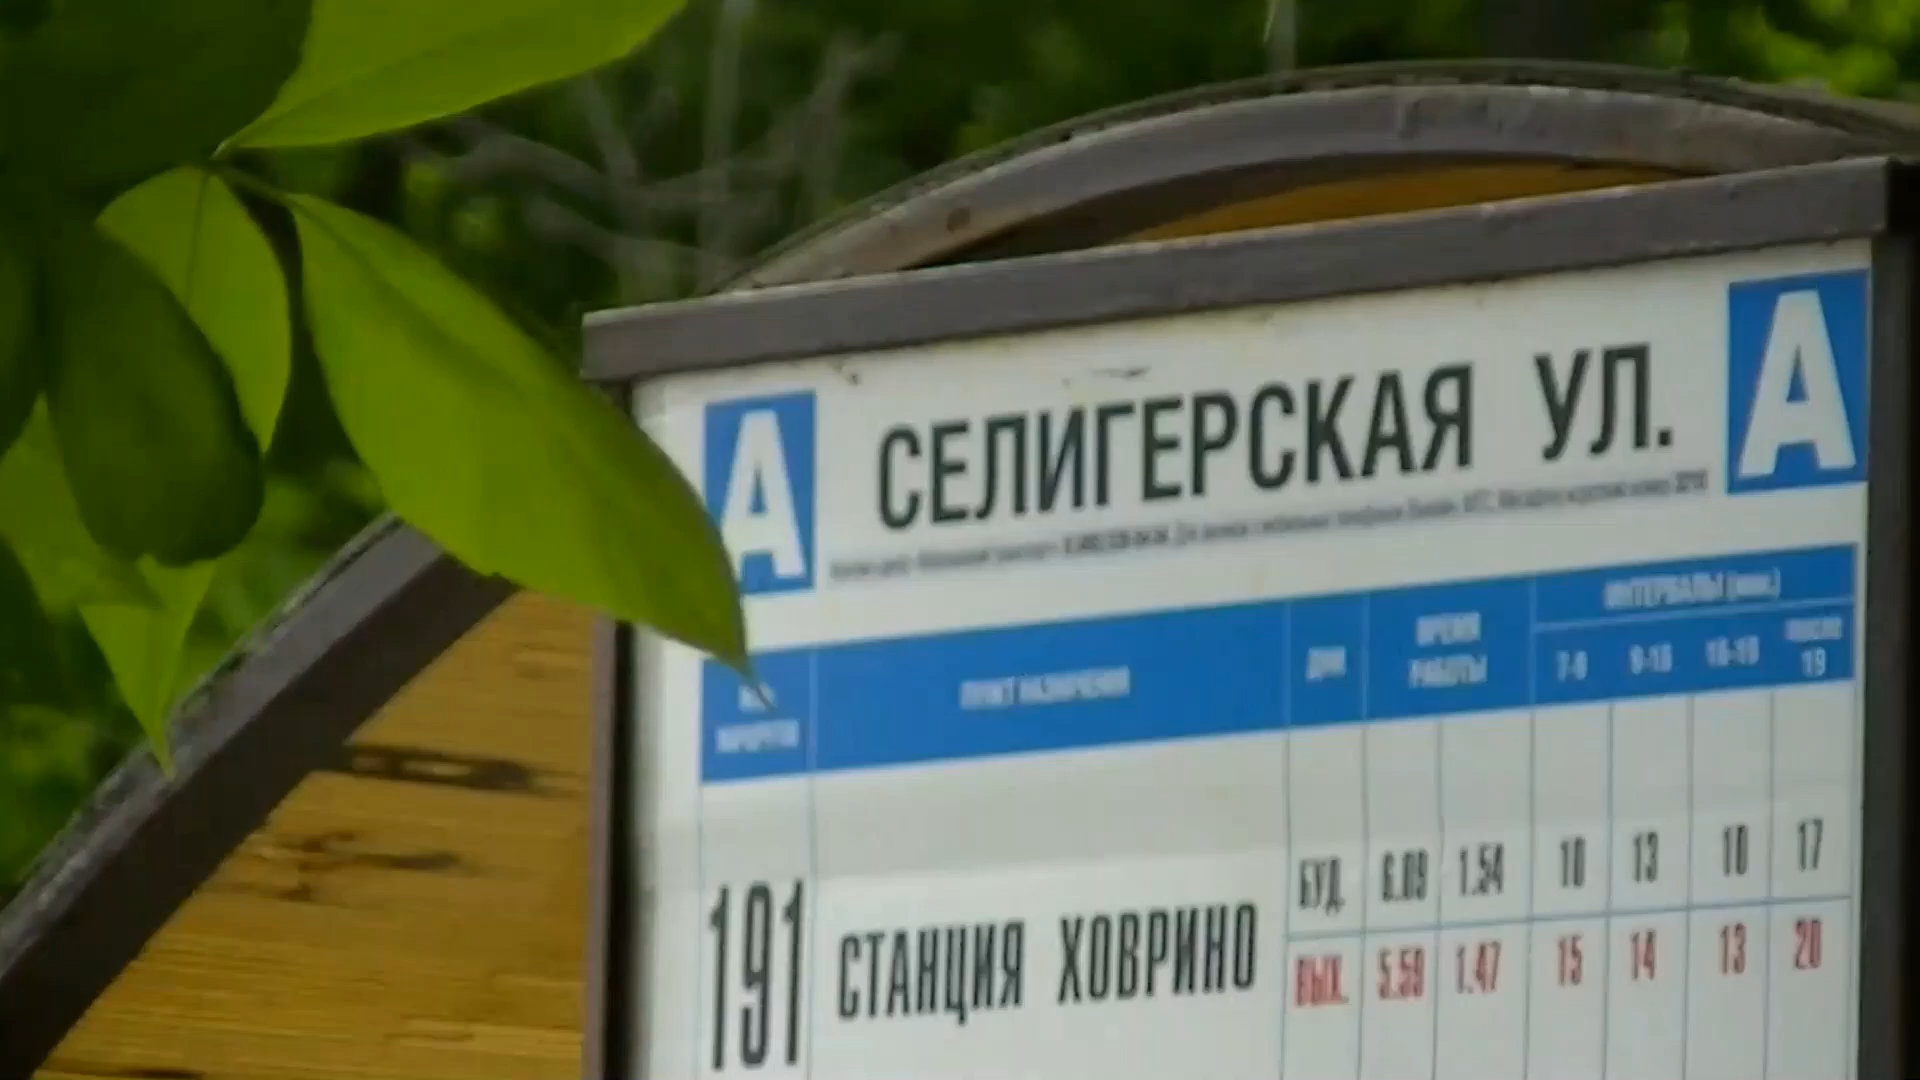 А СЕЛИГЕРСКАЯ УЛ. А
ИНТЕРВАЛЫ (мин.)
ПУНКТ НАЗНАЧЕНИЯ ДНИ ВРЕМЯ РАБОТЫ 7-9 9-16 16-19 после 19
191 СТАНЦИЯ ХОВРИНО БУД. 6.09 1.54 10 13 10 17
ВЫХ. 5.59 1.47 15 14 13 20